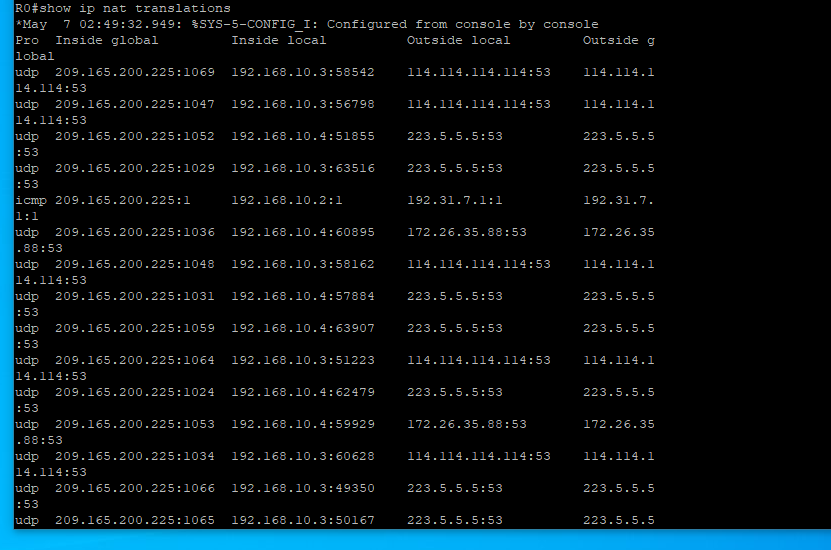 R0#show ip nat translations
*May  7 02:49:32.949: %SYS-5-CONFIG_I: Configured from console by console
Pro  Inside global         Inside local          Outside local         Outside g
lobal
udp  209.165.200.225:1069  192.168.10.3:58542    114.114.114.114:53    114.114.1
14.114:53
udp  209.165.200.225:1047  192.168.10.3:56798    114.114.114.114:53    114.114.1
14.114:53
udp  209.165.200.225:1052  192.168.10.4:51855    223.5.5.5:53          223.5.5.5
:53
udp  209.165.200.225:1029  192.168.10.3:63516    223.5.5.5:53          223.5.5.5
:53
icmp 209.165.200.225:1     192.168.10.2:1        192.31.7.1:1          192.31.7.
1:1
udp  209.165.200.225:1036  192.168.10.4:60895    172.26.35.88:53       172.26.35
.88:53
udp  209.165.200.225:1048  192.168.10.3:58162    114.114.114.114:53    114.114.1
14.114:53
udp  209.165.200.225:1031  192.168.10.4:57884    223.5.5.5:53          223.5.5.5
:53
udp  209.165.200.225:1059  192.168.10.4:63907    223.5.5.5:53          223.5.5.5
:53
udp  209.165.200.225:1064  192.168.10.3:51223    114.114.114.114:53    114.114.1
14.114:53
udp  209.165.200.225:1024  192.168.10.4:62479    223.5.5.5:53          223.5.5.5
:53
udp  209.165.200.225:1053  192.168.10.4:59929    172.26.35.88:53       172.26.35
.88:53
udp  209.165.200.225:1034  192.168.10.3:60628    114.114.114.114:53    114.114.1
14.114:53
udp  209.165.200.225:1066  192.168.10.3:49350    223.5.5.5:53          223.5.5.5
:53
udp  209.165.200.225:1065  192.168.10.3:50167    223.5.5.5:53          223.5.5.5